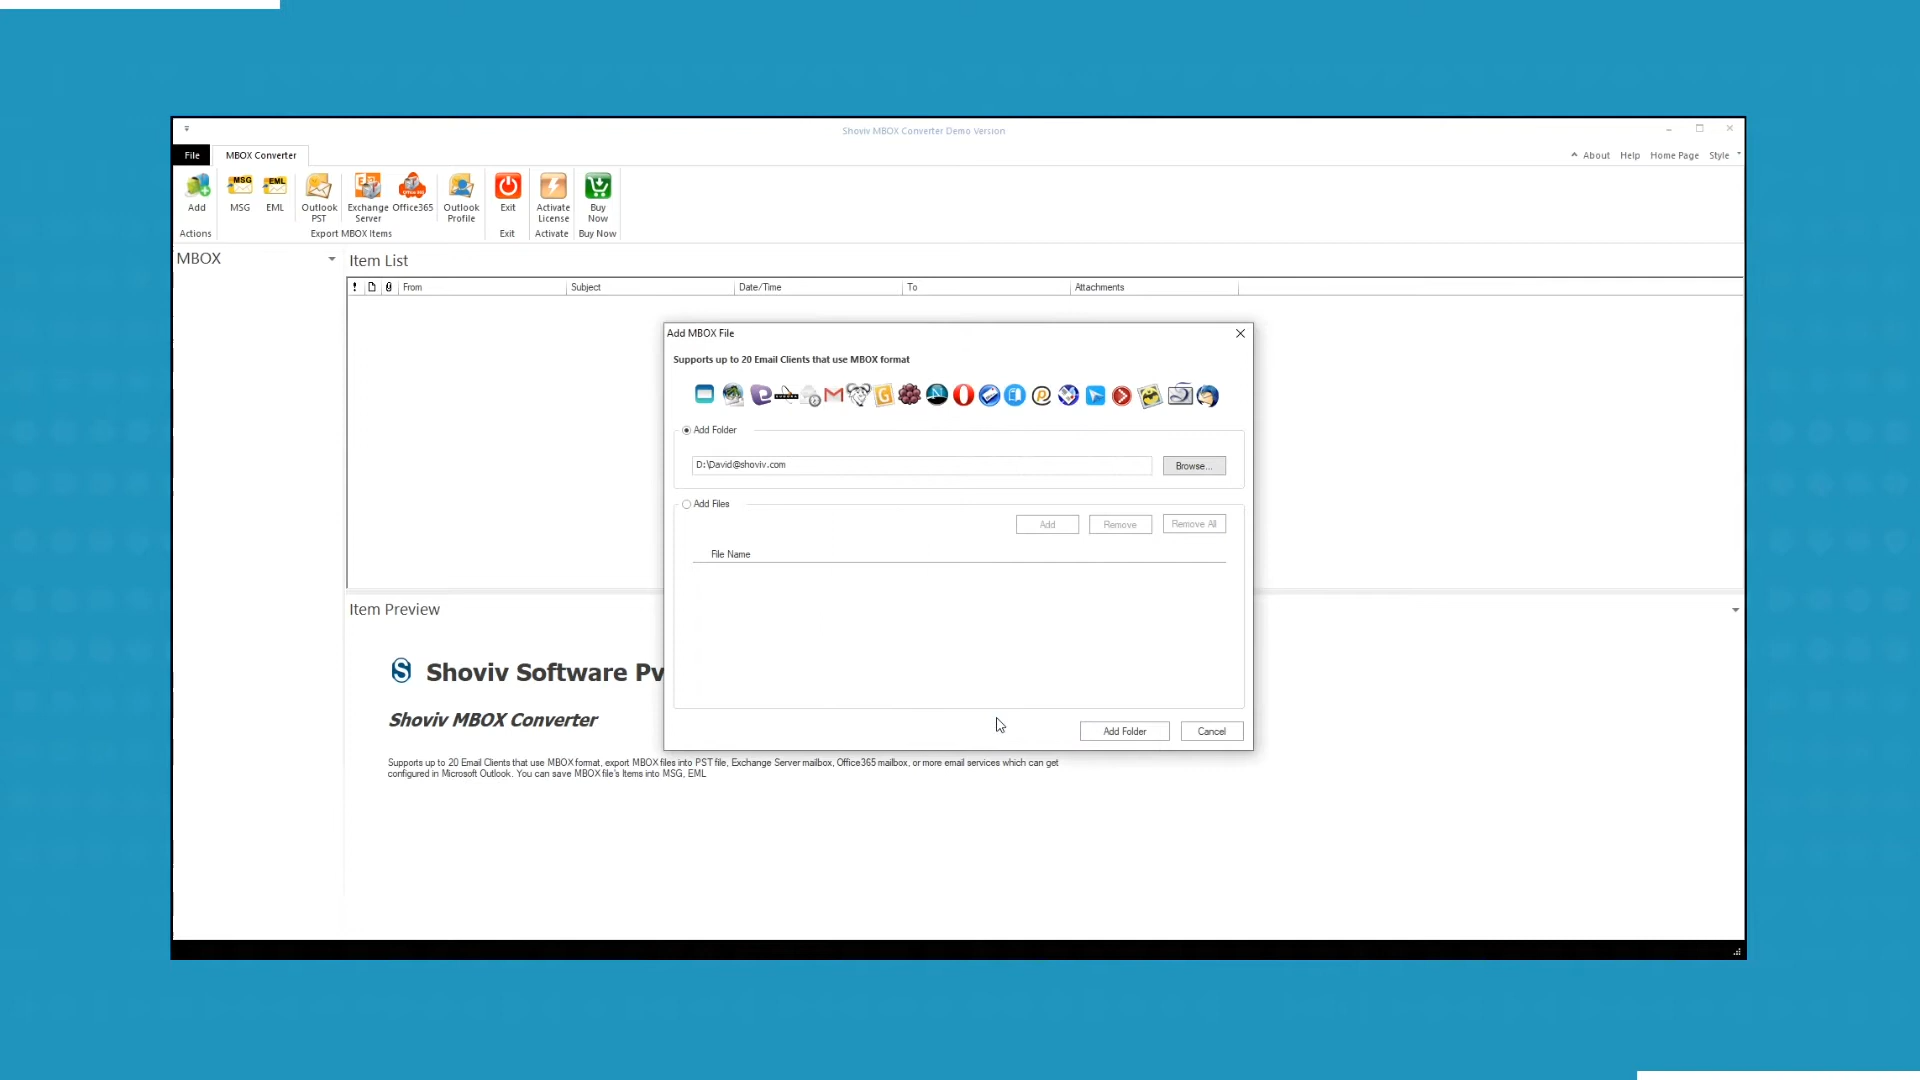 Shoviv MBOX Converter Demo Version
File MBOX Converter About Help Home Page Style
Add MSG EML Outlook PST Exchange Server Office365 Outlook Profile Exit Activate License Buy Now
Actions Export MBOX Items Exit Activate Buy Now
MBOX Item List
! From Subject Date/Time To Attachments
Add MBOX File
Supports up to 20 Email Clients that use MBOX format
Add Folder
D:\David@shoviv.com Browse...
Add Files
Add Remove Remove All
File Name
Add Folder Cancel
Item Preview
S Shoviv Software Pv
Shoviv MBOX Converter
Supports up to 20 Email Clients that use MBOX format, export MBOX files into PST file, Exchange Server mailbox, Office365 mailbox, or more email services which can get
configured in Microsoft Outlook. You can save MBOX file's Items into MSG, EML